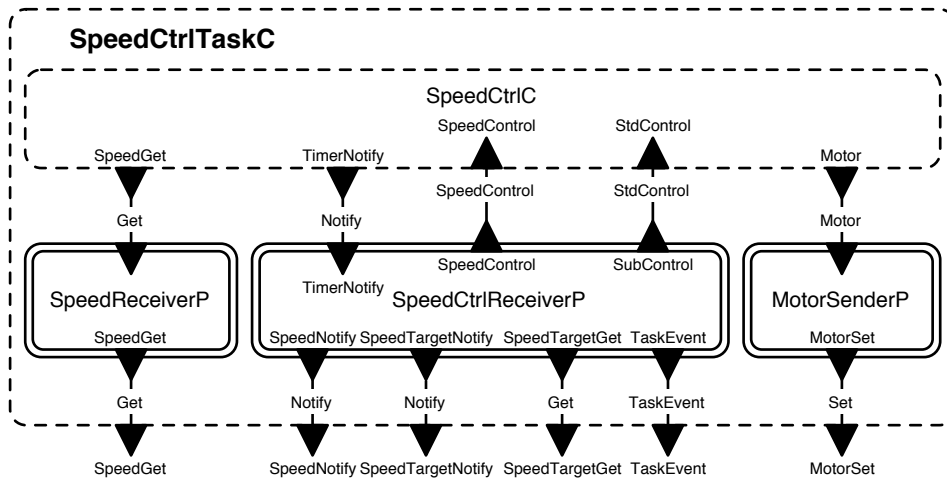 SpeedCtrlTaskC
SpeedCtrlC
SpeedControl StdControl
SpeedGet TimerNotify Motor
SpeedControl StdControl
Get Notify Motor
SpeedControl SubControl
TimerNotify
SpeedReceiverP SpeedCtrlReceiverP MotorSenderP
SpeedGet SpeedNotify SpeedTargetNotify SpeedTargetGet TaskEvent MotorSet
Get Notify Notify Get TaskEvent Set
SpeedGet SpeedNotify SpeedTargetNotify SpeedTargetGet TaskEvent MotorSet